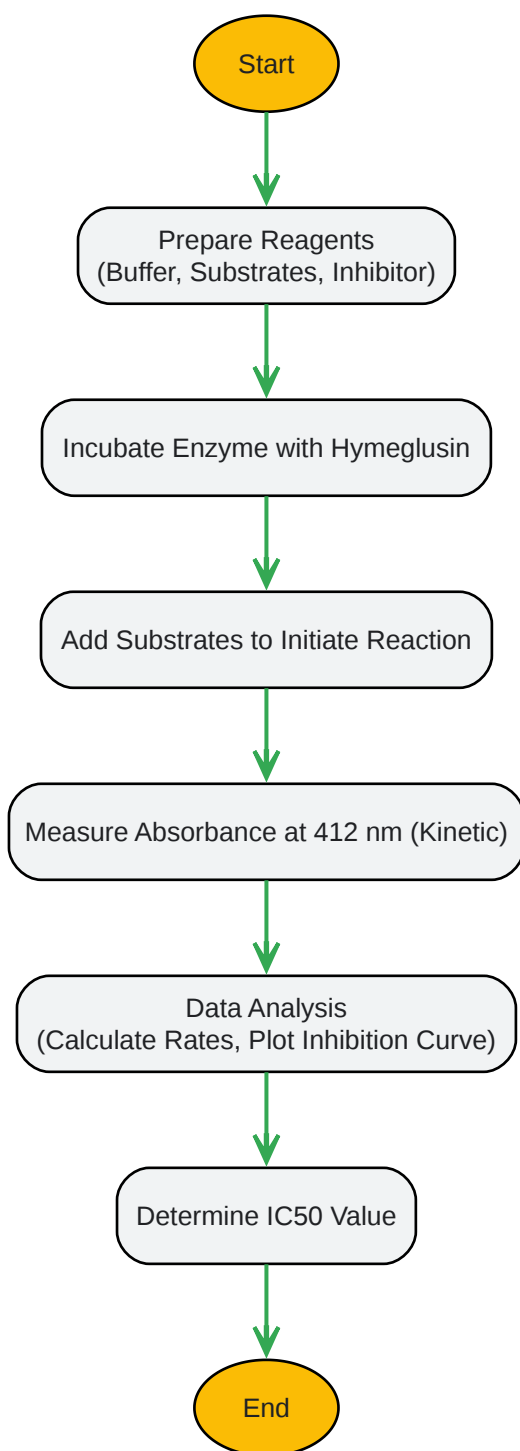 Start
Prepare Reagents
(Buffer, Substrates, Inhibitor)
Incubate Enzyme with Hymeglusin
Add Substrates to Initiate Reaction
Measure Absorbance at 412 nm (Kinetic)
Data Analysis
(Calculate Rates, Plot Inhibition Curve)
Determine IC50 Value
End